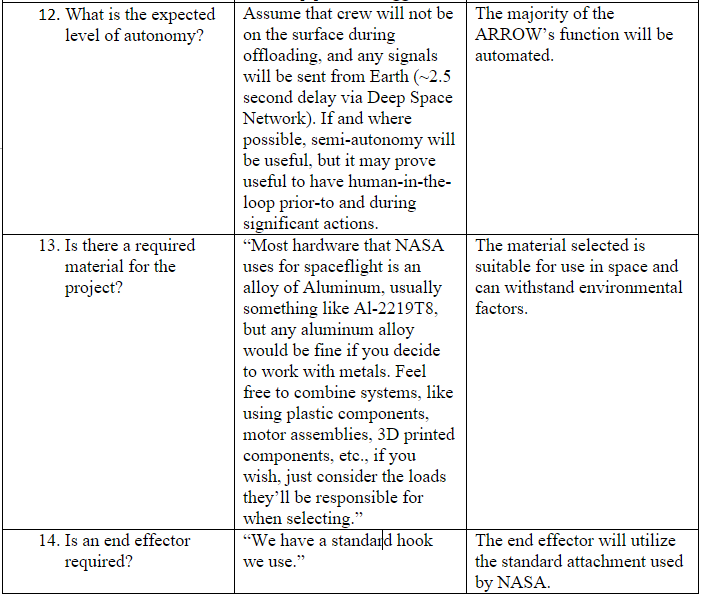 12. What is the expected
level of autonomy?
Assume that crew will not be
on the surface during
offloading, and any signals
will be sent from Earth (~2.5
second delay via Deep Space
Network). If and where
possible, semi-autonomy will
be useful, but it may prove
useful to have human-in-the-
loop prior-to and during
significant actions.
The majority of the
ARROW’s function will be
automated.
13. Is there a required
material for the
project?
“Most hardware that NASA
uses for spaceflight is an
alloy of Aluminum, usually
something like Al-2219T8,
but any aluminum alloy
would be fine if you decide
to work with metals. Feel
free to combine systems, like
using plastic components,
motor assemblies, 3D printed
components, etc., if you
wish, just consider the loads
they’ll be responsible for
when selecting.”
The material selected is
suitable for use in space and
can withstand environmental
factors.
14. Is an end effector
required?
“We have a standard hook
we use.”
The end effector will utilize
the standard attachment used
by NASA.